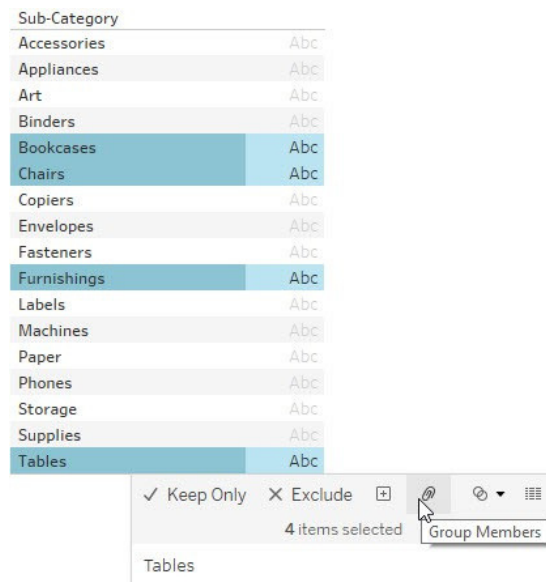 Sub-Category
Accessories Abc
Appliances Abc
Art Abc
Binders Abc
Bookcases Abc
Chairs Abc
Copiers Abc
Envelopes Abc
Fasteners Abc
Furnishings Abc
Labels Abc
Machines Abc
Paper Abc
Phones Abc
Storage Abc
Supplies Abc
Tables Abc
Keep Only Exclude
4 items selected Group Members
Tables